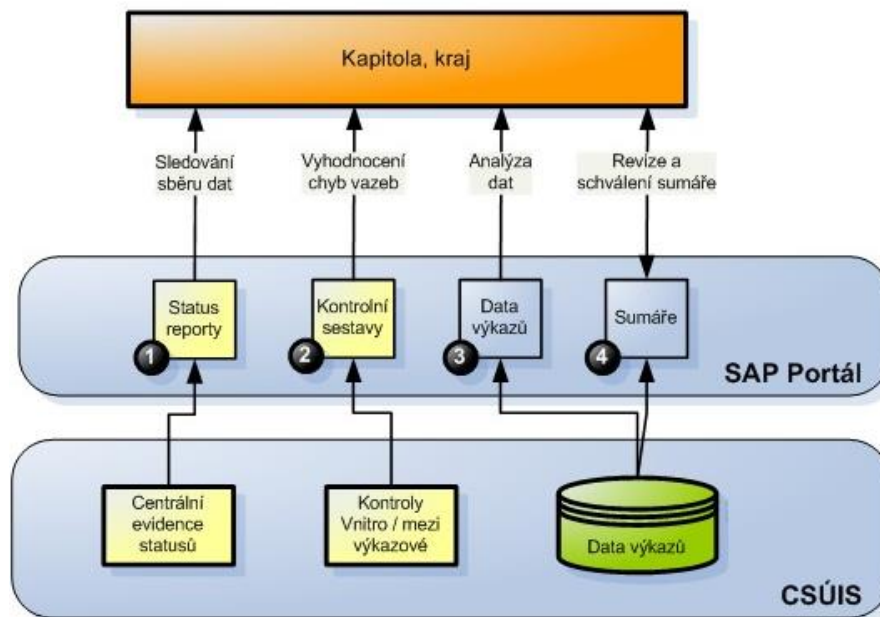 Kapitola, kraj
Sledování
sběru dat
Vyhodnocení
chyb vazeb
Analýza
dat
Revize a
schválení sumáře
Status
reporty
1
Kontrolní
sestavy
2
Data
výkazů
3
Sumáře
4
SAP Portál
Centrální
evidence
statusů
Kontroly
Vnitro / mezi
výkazové
Data výkazů
CSÚIS